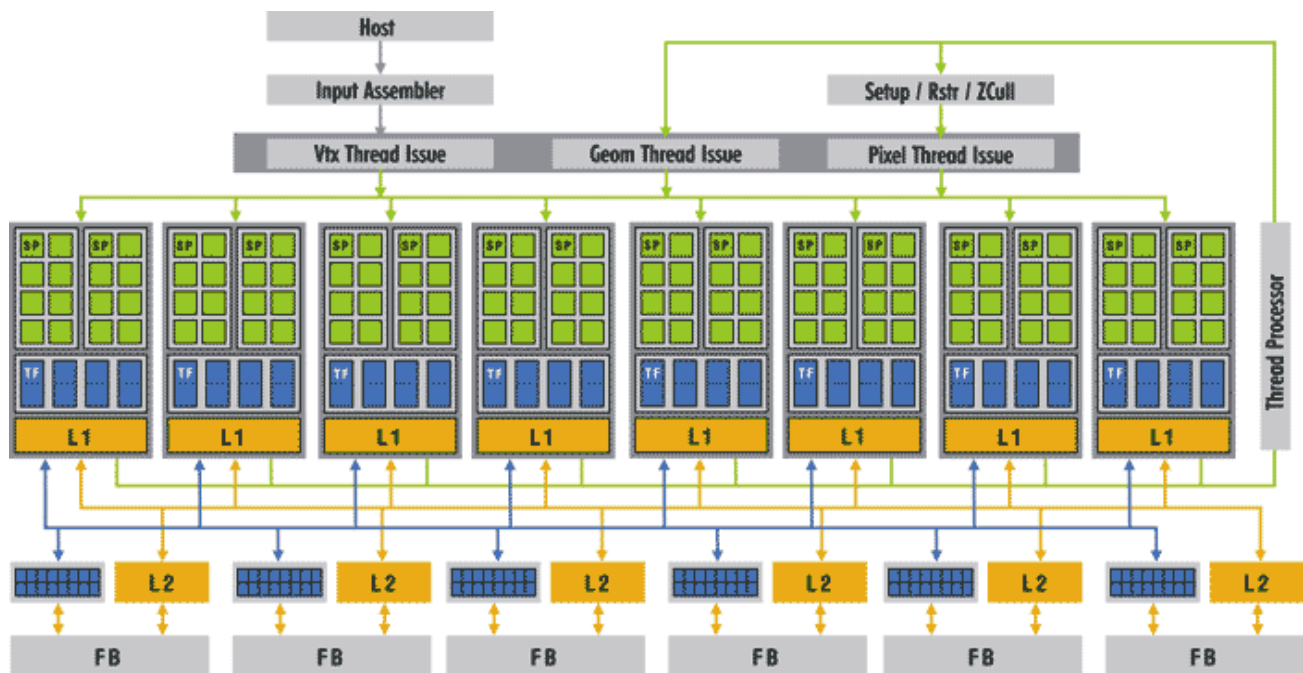 Host
Input Assembler
Setup / Rstr / ZCull
Vtx Thread Issue
Geom Thread Issue
Pixel Thread Issue
SP SP SP SP SP SP SP SP SP SP SP SP SP SP SP SP
Thread Processor
TF TF TF TF TF TF TF TF
L1 L1 L1 L1 L1 L1 L1 L1
L2 L2 L2 L2 L2 L2
FB FB FB FB FB FB